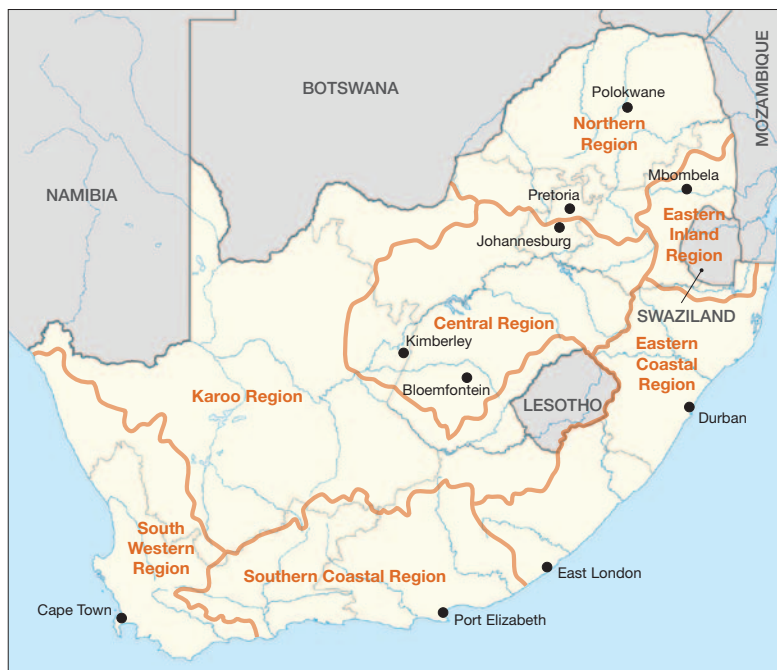 BOTSWANA
MOZAMBIQUE
Polokwane
Northern
Region
NAMIBIA
Mbombela
Pretoria
Eastern
Inland
Region
Johannesburg
SWAZILAND
Central Region
Kimberley
Eastern
Coastal
Region
Karoo Region
Bloemfontein
LESOTHO
Durban
South
Western
Region
Southern Coastal Region
East London
Cape Town
Port Elizabeth